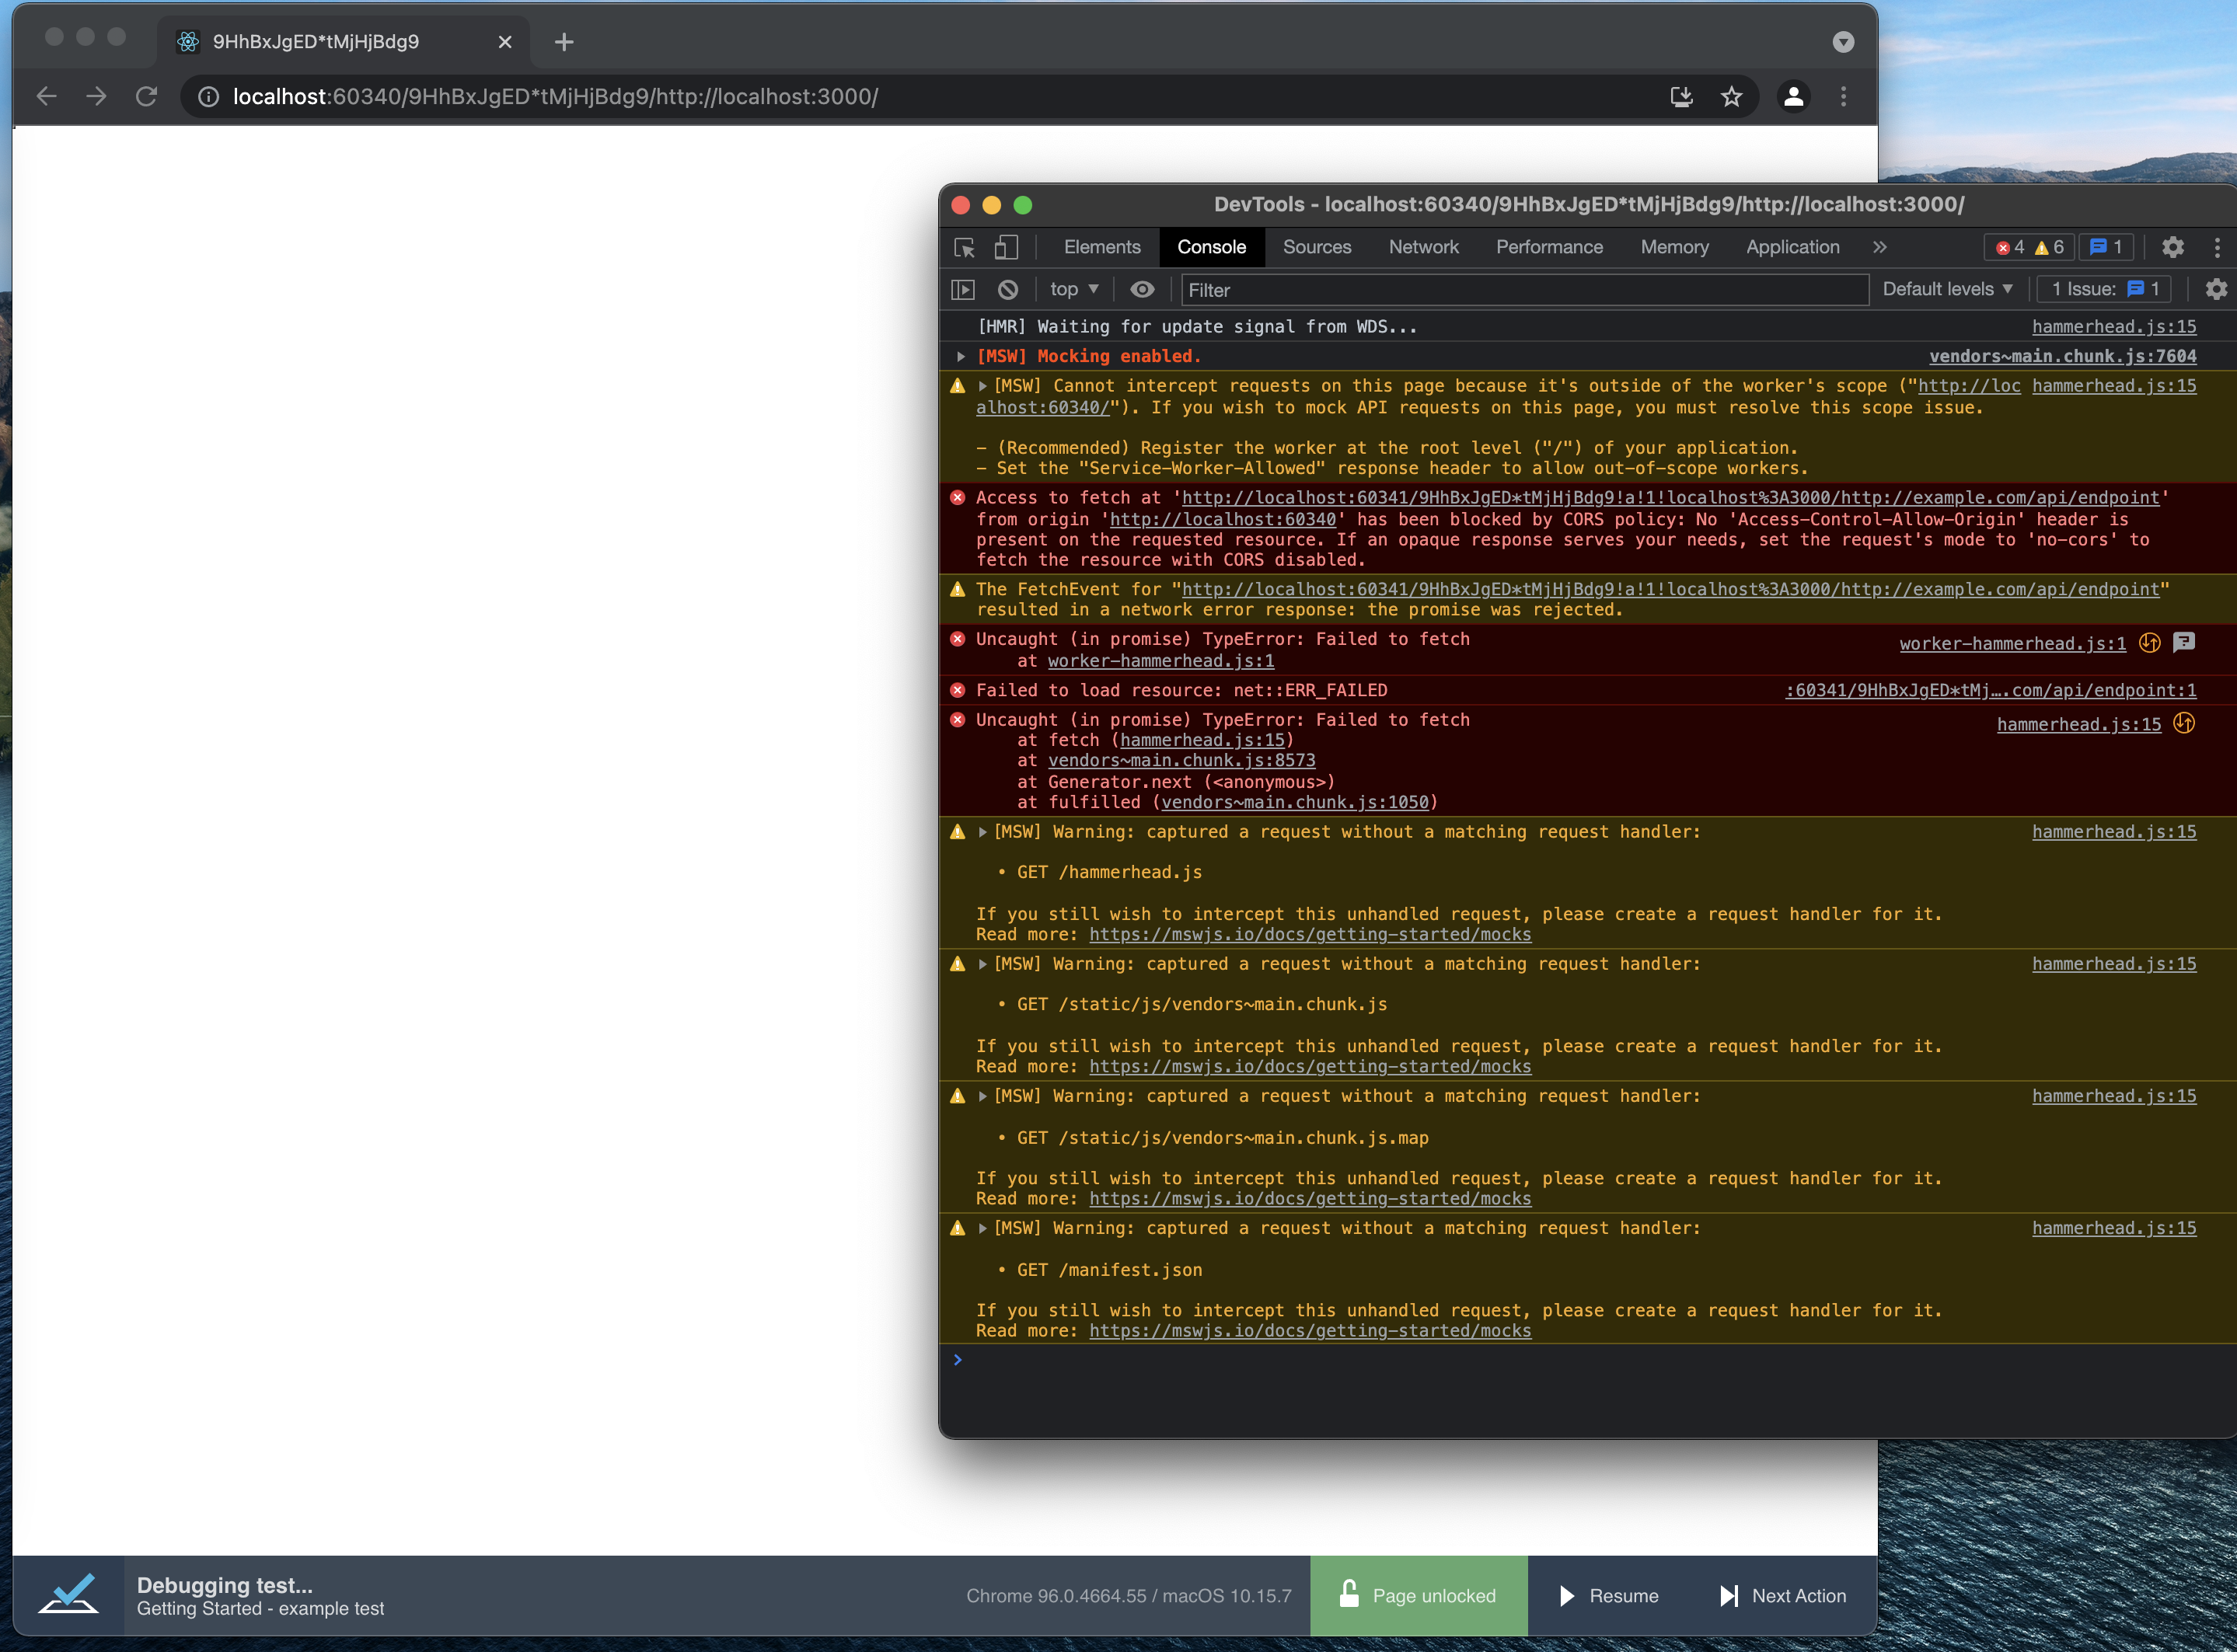 9HhBxJgED*tMjHjBdg9
localhost:60340/9HhBxJgED*tMjHjBdg9/http://localhost:3000/
DevTools - localhost:60340/9HhBxJgED*tMjHjBdg9/http://localhost:3000/
Elements Console Sources Network Performance Memory Application » 4 6 1
top Filter Default levels 1 Issue: 1
[HMR] Waiting for update signal from WDS... hammerhead.js:15
[MSW] Mocking enabled. vendors~main.chunk.js:7604
[MSW] Cannot intercept requests on this page because it's outside of the worker's scope ("http://loc hammerhead.js:15
alhost:60340/"). If you wish to mock API requests on this page, you must resolve this scope issue.
- (Recommended) Register the worker at the root level ("/") of your application.
- Set the "Service-Worker-Allowed" response header to allow out-of-scope workers.
Access to fetch at 'http://localhost:60341/9HhBxJgED*tMjHjBdg9!a!1!localhost%3A3000/http://example.com/api/endpoint'
from origin 'http://localhost:60340' has been blocked by CORS policy: No 'Access-Control-Allow-Origin' header is
present on the requested resource. If an opaque response serves your needs, set the request's mode to 'no-cors' to
fetch the resource with CORS disabled.
The FetchEvent for "http://localhost:60341/9HhBxJgED*tMjHjBdg9!a!1!localhost%3A3000/http://example.com/api/endpoint"
resulted in a network error response: the promise was rejected.
Uncaught (in promise) TypeError: Failed to fetch worker-hammerhead.js:1
at worker-hammerhead.js:1
Failed to load resource: net::ERR_FAILED :60341/9HhBxJgED*tMj….com/api/endpoint:1
Uncaught (in promise) TypeError: Failed to fetch hammerhead.js:15
at fetch (hammerhead.js:15)
at vendors~main.chunk.js:8573
at Generator.next (<anonymous>)
at fulfilled (vendors~main.chunk.js:1050)
[MSW] Warning: captured a request without a matching request handler: hammerhead.js:15
• GET /hammerhead.js
If you still wish to intercept this unhandled request, please create a request handler for it.
Read more: https://mswjs.io/docs/getting-started/mocks
[MSW] Warning: captured a request without a matching request handler: hammerhead.js:15
• GET /static/js/vendors~main.chunk.js
If you still wish to intercept this unhandled request, please create a request handler for it.
Read more: https://mswjs.io/docs/getting-started/mocks
[MSW] Warning: captured a request without a matching request handler: hammerhead.js:15
• GET /static/js/vendors~main.chunk.js.map
If you still wish to intercept this unhandled request, please create a request handler for it.
Read more: https://mswjs.io/docs/getting-started/mocks
[MSW] Warning: captured a request without a matching request handler: hammerhead.js:15
• GET /manifest.json
If you still wish to intercept this unhandled request, please create a request handler for it.
Read more: https://mswjs.io/docs/getting-started/mocks
Debugging test...
Getting Started - example test
Chrome 96.0.4664.55 / macOS 10.15.7 Page unlocked Resume Next Action